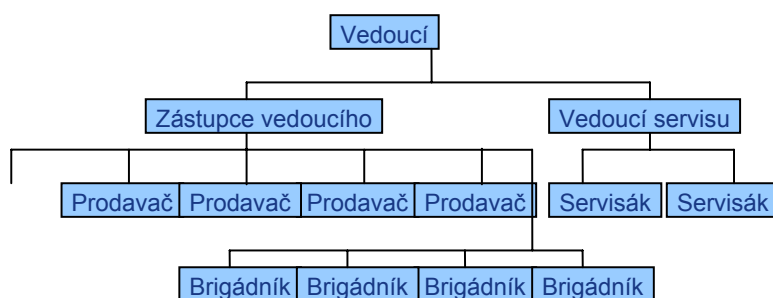 Vedoucí
Zástupce vedoucího Vedoucí servisu
Prodavač Prodavač Prodavač Prodavač Servisák Servisák
Brigádník Brigádník Brigádník Brigádník